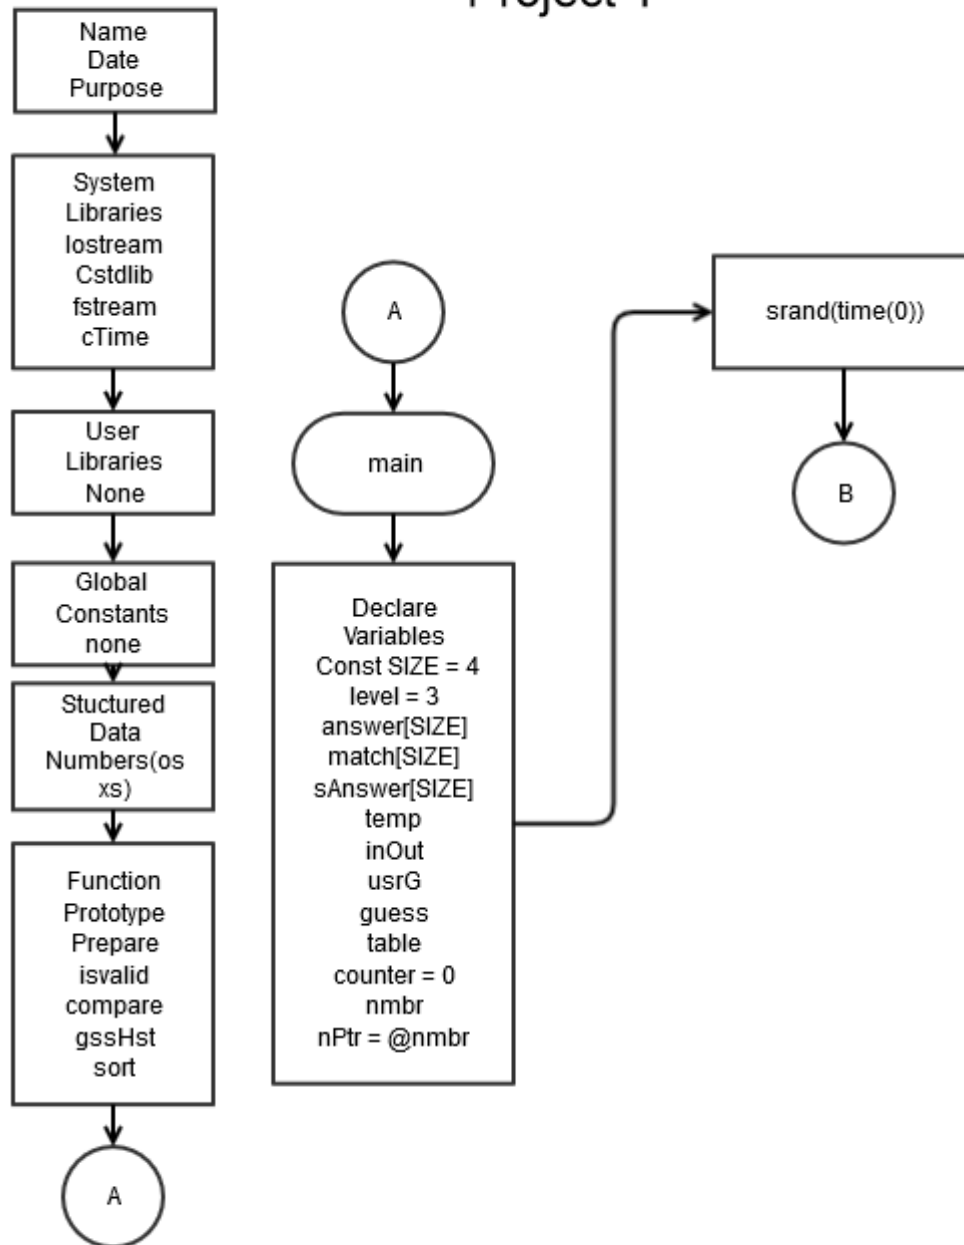 Project 1
Name
Date
Purpose
System
Libraries
Iostream
Cstdlib
fstream
cTime
User
Libraries
None
Global
Constants
none
Stuctured
Data
Numbers(os
xs)
Function
Prototype
Prepare
isvalid
compare
gssHst
sort
A
A
main
Declare
Variables
Const SIZE = 4
level = 3
answer[SIZE]
match[SIZE]
sAnswer[SIZE]
temp
inOut
usrG
guess
table
counter = 0
nmbr
nPtr = @nmbr
srand(time(0))
B